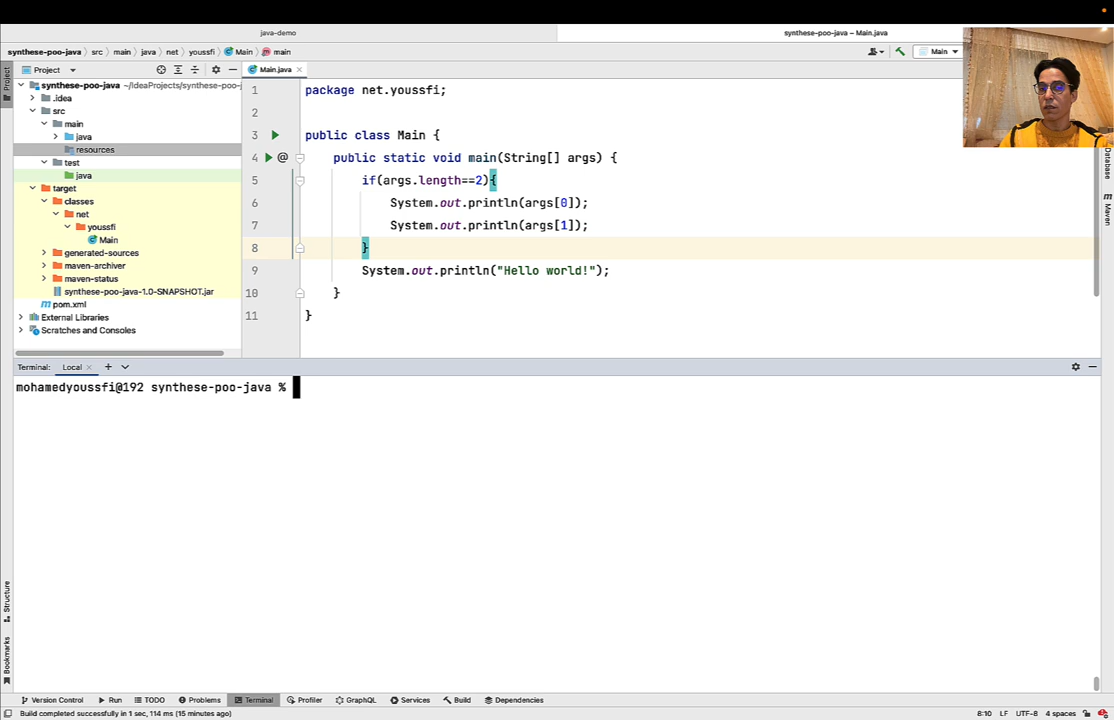 java-demo
synthese-poo-java – Main.java
synthese-poo-java › src › main › java › net › youssfi › Main › main
Main
Project
Main.java
synthese-poo-java ~/IdeaProjects/synthese-p
.idea
src
main
java
resources
test
java
target
classes
net
youssfi
Main
generated-sources
maven-archiver
maven-status
synthese-poo-java-1.0-SNAPSHOT.jar
pom.xml
External Libraries
Scratches and Consoles
1 package net.youssfi;
2
3 public class Main {
4 @ public static void main(String[] args) {
5 if(args.length==2){
6 System.out.println(args[0]);
7 System.out.println(args[1]);
8 }
9 System.out.println("Hello world!");
10 }
11 }
Project
Structure
Bookmarks
Database
Maven
Terminal: Local
mohamedyoussfi@192 synthese-poo-java %
Version Control Run TODO Problems Terminal Profiler GraphQL Services Build Dependencies
Build completed successfully in 1 sec, 114 ms (15 minutes ago)
8:10 LF UTF-8 4 spaces